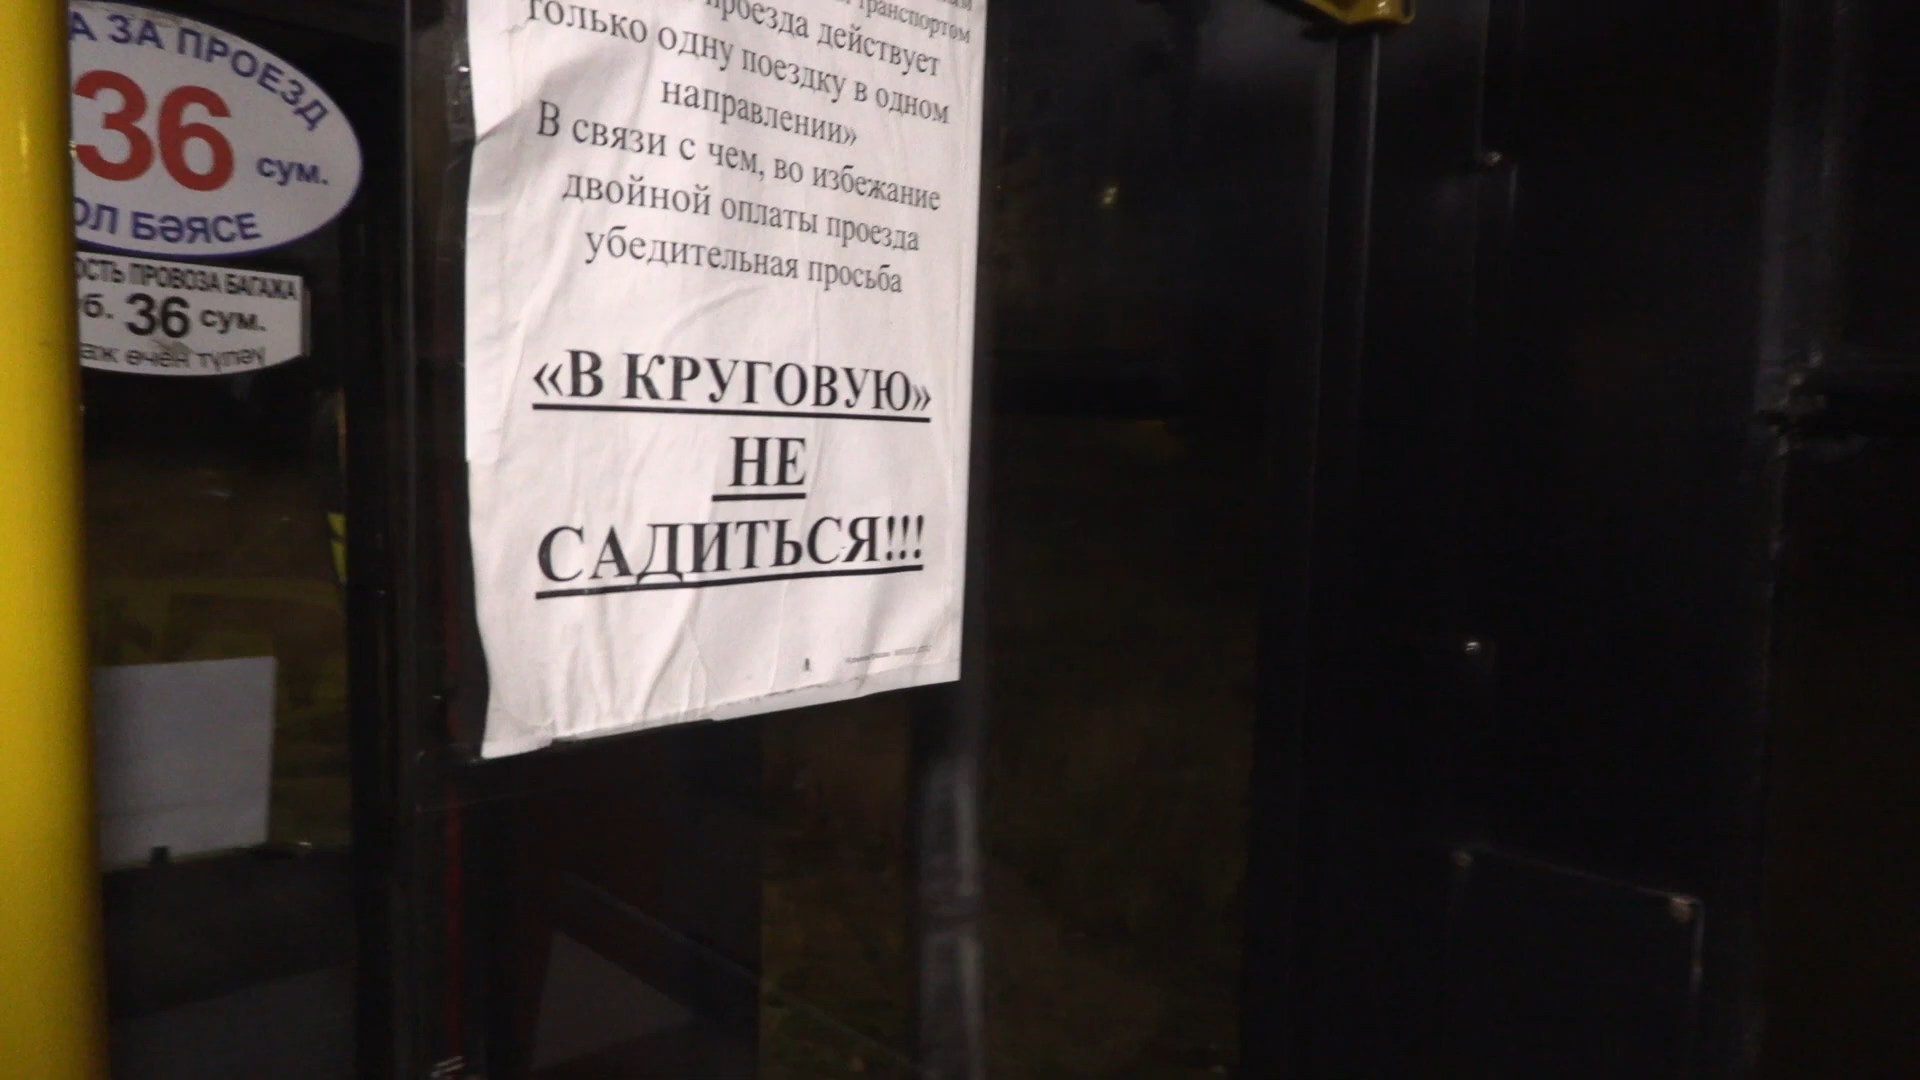 А ЗА ПРОЕЗД
36 сум.
ОЛ БӘЯСЕ
ОСТЬ ПРОВОЗА БАГАЖА
б. 36 сум.
аж өчен түләү
транспортом
проезда действует
только одну поездку в одном
направлении»
В связи с чем, во избежание
двойной оплаты проезда
убедительная просьба
«В КРУГОВУЮ»
НЕ
САДИТЬСЯ!!!